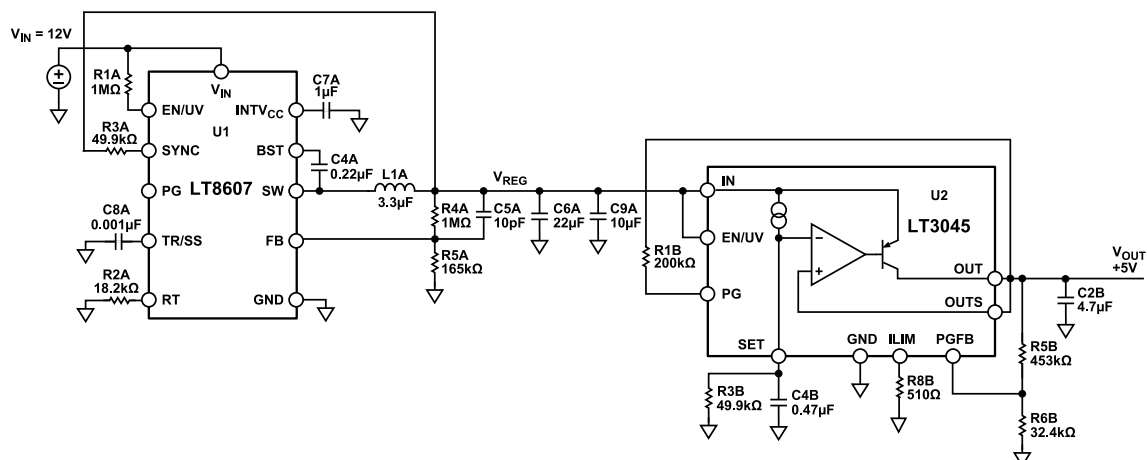 V_IN = 12V
R1A
1MΩ
R3A
49.9kΩ
C8A
0.001µF
R2A
18.2kΩ
V_IN
EN/UV
INTV_CC
U1
SYNC
BST
PG
LT8607
SW
TR/SS
FB
RT
GND
C7A
1µF
C4A
0.22µF
L1A
3.3µF
V_REG
R4A
1MΩ
C5A
10pF
C6A
22µF
C9A
10µF
R5A
165kΩ
R1B
200kΩ
IN
U2
LT3045
EN/UV
PG
−
+
OUT
OUTS
SET
GND
ILIM
PGFB
V_OUT
+5V
C2B
4.7µF
R3B
49.9kΩ
C4B
0.47µF
R8B
510Ω
R5B
453kΩ
R6B
32.4kΩ